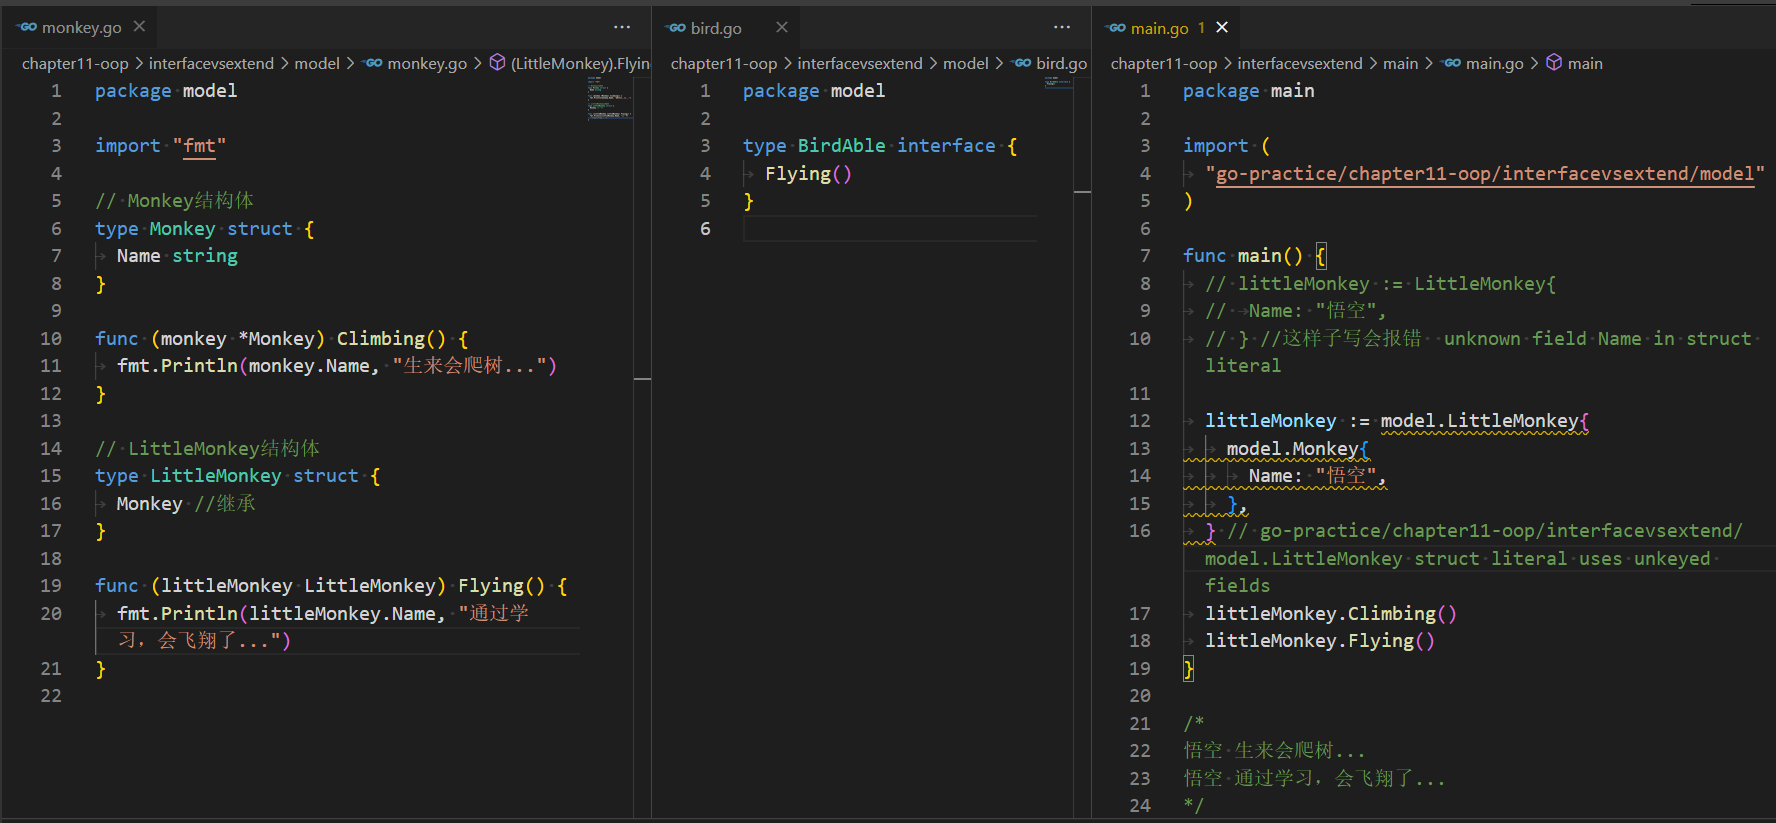 monkey.go
chapter11-oop > interfacevsextend > model > monkey.go > (LittleMonkey).Flyin
1 package model
2
3 import "fmt"
4
5 // Monkey结构体
6 type Monkey struct {
7 Name string
8 }
9
10 func (monkey *Monkey) Climbing() {
11 fmt.Println(monkey.Name, "生来会爬树...")
12 }
13
14 // LittleMonkey结构体
15 type LittleMonkey struct {
16 Monkey //继承
17 }
18
19 func (littleMonkey LittleMonkey) Flying() {
20 fmt.Println(littleMonkey.Name, "通过学
习，会飞翔了...")
21 }
22
bird.go
chapter11-oop > interfacevsextend > model > bird.go
1 package model
2
3 type BirdAble interface {
4 Flying()
5 }
6
main.go 1
chapter11-oop > interfacevsextend > main > main.go > main
1 package main
2
3 import (
4 "go-practice/chapter11-oop/interfacevsextend/model"
5 )
6
7 func main() {
8 // littleMonkey := LittleMonkey{
9 // Name: "悟空",
10 // } //这样子写会报错  unknown field Name in struct
literal
11
12 littleMonkey := model.LittleMonkey{
13 model.Monkey{
14 Name: "悟空",
15 },
16 } // go-practice/chapter11-oop/interfacevsextend/
model.LittleMonkey struct literal uses unkeyed
fields
17 littleMonkey.Climbing()
18 littleMonkey.Flying()
19 }
20
21 /*
22 悟空 生来会爬树...
23 悟空 通过学习，会飞翔了...
24 */